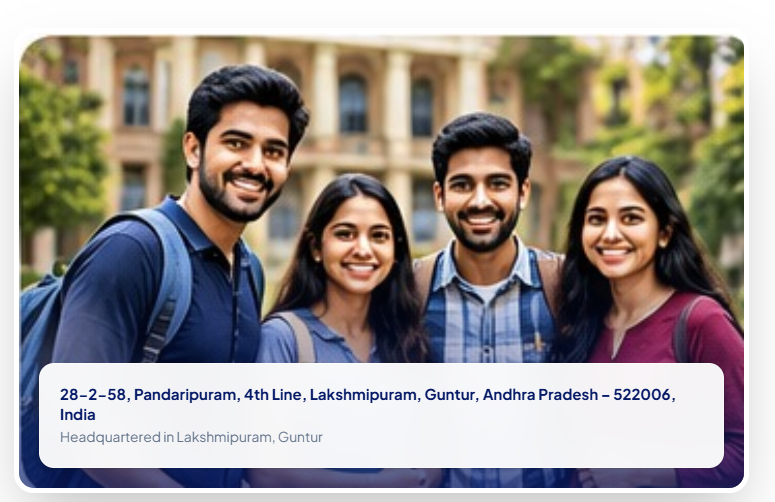 28-2-58, Pandaripuram, 4th Line, Lakshmipuram, Guntur, Andhra Pradesh – 522006,
India
Headquartered in Lakshmipuram, Guntur